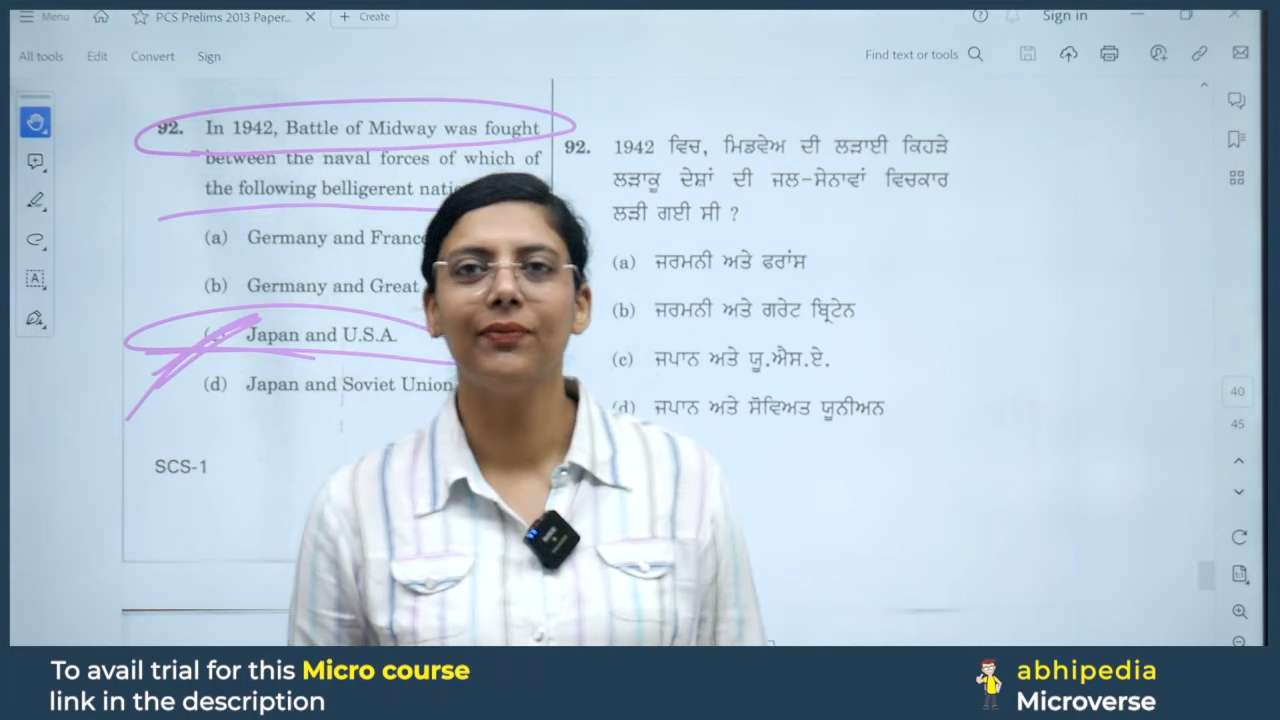 Menu
PCS Prelims 2013 Paper...
Create
Sign in
All tools
Edit
Convert
Sign
Find text or tools
92. In 1942, Battle of Midway was fought
between the naval forces of which of
the following belligerent
(a) Germany and France
(b) Germany and Great
Japan and U.S.A.
(d) Japan and Soviet Union
SCS-1
92. 1942 ਵਿਚ, ਮਿਡਵੇਅ ਦੀ ਲੜਾਈ ਕਿਹੜੇ
ਲੜਾਕੂ ਦੇਸ਼ਾਂ ਦੀ ਜਲ-ਸੇਨਾਵਾਂ ਵਿਚਕਾਰ
ਲੜੀ ਗਈ ਸੀ ?
(a) ਜਰਮਨੀ ਅਤੇ ਫਰਾਂਸ
(b) ਜਰਮਨੀ ਅਤੇ ਗਰੇਟ ਬ੍ਰਿਟੇਨ
(c) ਜਪਾਨ ਅਤੇ ਯੂ.ਐਸ.ਏ.
(d) ਜਪਾਨ ਅਤੇ ਸੋਵਿਅਤ ਯੂਨੀਅਨ
40
45
To avail trial for this Micro course
link in the description
abhipedia
Microverse